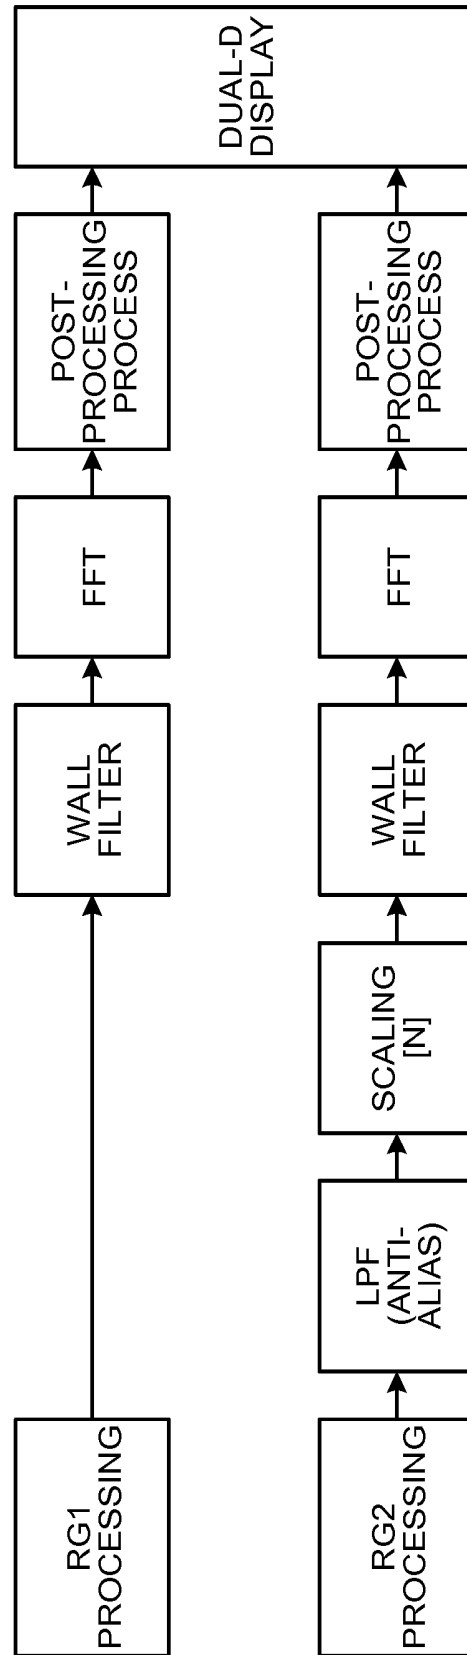 RG1
PROCESSING
WALL
FILTER
FFT
POST-
PROCESSING
PROCESS
DUAL-D
DISPLAY
RG2
PROCESSING
LPF
(ANTI-
ALIAS)
SCALING
[N]
WALL
FILTER
FFT
POST-
PROCESSING
PROCESS